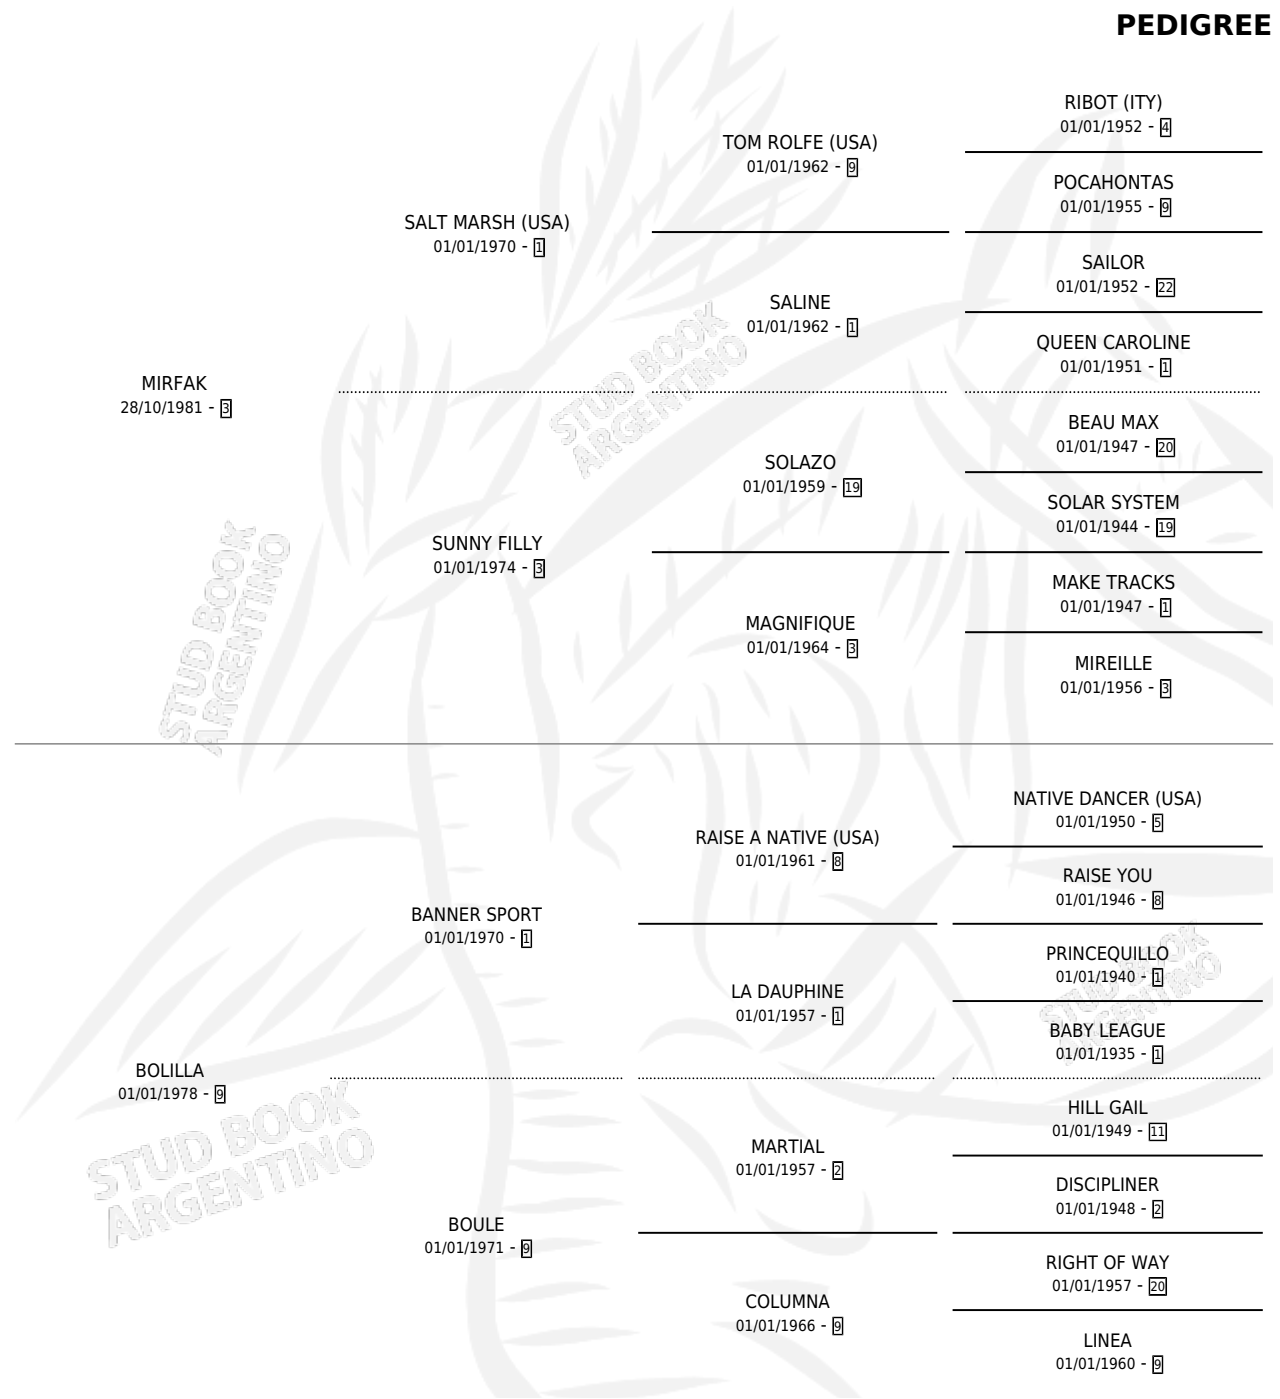 PEDIGREE
RIBOT (ITY)
01/01/1952 - 4
TOM ROLFE (USA)
01/01/1962 - 9
POCAHONTAS
01/01/1955 - 9
SALT MARSH (USA)
01/01/1970 - 1
SAILOR
01/01/1952 - 22
SALINE
01/01/1962 - 1
QUEEN CAROLINE
01/01/1951 - 1
STUD BOOK
ARGENTINO
MIRFAK
28/10/1981 - 3
BEAU MAX
01/01/1947 - 20
SOLAZO
01/01/1959 - 19
SOLAR SYSTEM
01/01/1944 - 19
SUNNY FILLY
01/01/1974 - 3
MAKE TRACKS
01/01/1947 - 1
MAGNIFIQUE
01/01/1964 - 3
MIREILLE
01/01/1956 - 3
STUD BOOK
ARGENTINO
NATIVE DANCER (USA)
01/01/1950 - 5
RAISE A NATIVE (USA)
01/01/1961 - 8
RAISE YOU
01/01/1946 - 8
BANNER SPORT
01/01/1970 - 1
PRINCEQUILLO
01/01/1940 - 1
STUD BOOK
ARGENTINO
LA DAUPHINE
01/01/1957 - 1
BABY LEAGUE
01/01/1935 - 1
BOLILLA
01/01/1978 - 9
STUD BOOK
ARGENTINO
HILL GAIL
01/01/1949 - 11
MARTIAL
01/01/1957 - 2
DISCIPLINER
01/01/1948 - 2
BOULE
01/01/1971 - 9
RIGHT OF WAY
01/01/1957 - 20
COLUMNA
01/01/1966 - 9
LINEA
01/01/1960 - 9